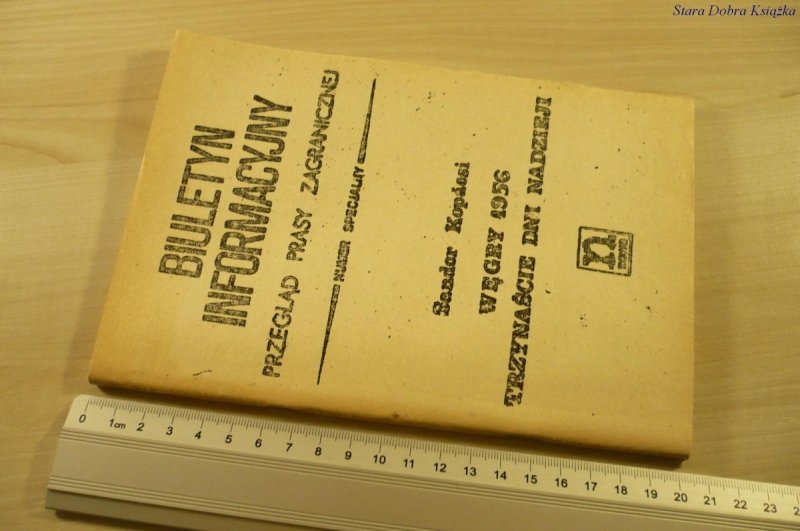 Stara Dobra Książka
BIULETYN
INFORMACYJNY
PRZEGLĄD PRASY ZAGRANICZNEJ
NUMER SPECJALNY
Sandor Kopácsi
WĘGRY 1956
TRZYNAŚCIE DNI NADZIEJI
n
0 1cm 2 3 4 5 6 7 8 9 10 11 12 13 14 15 16 17 18 19 20 21 22 23